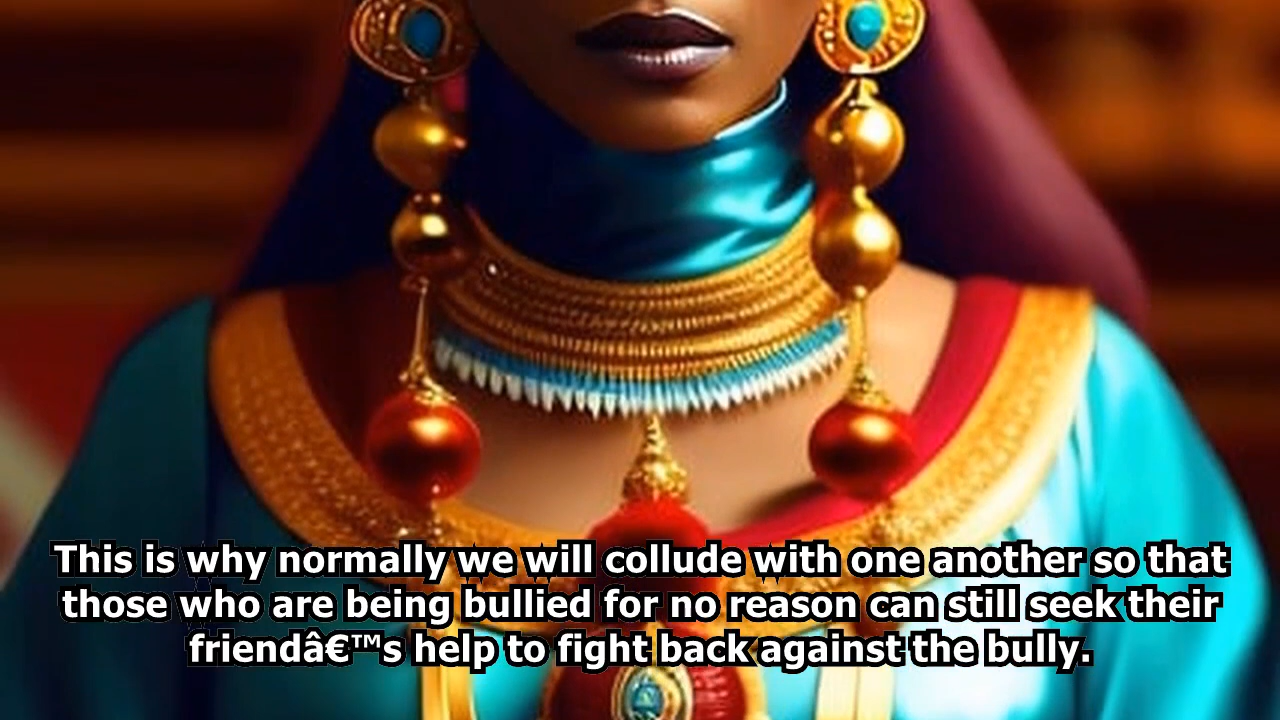 This is why normally we will collude with one another so that
those who are being bullied for no reason can still seek their
friendâ€™s help to fight back against the bully.